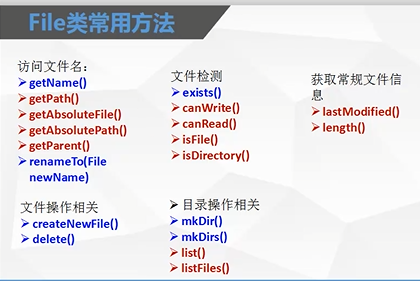 File类常用方法
访问文件名：
➢ getName()
➢ getPath()
➢ getAbsoluteFile()
➢ getAbsolutePath()
➢ getParent()
➢ renameTo(File
newName)
文件检测
➢ exists()
➢ canWrite()
➢ canRead()
➢ isFile()
➢ isDirectory()
获取常规文件信
息
➢ lastModified()
➢ length()
文件操作相关
➢ createNewFile()
➢ delete()
➢ 目录操作相关
➢ mkDir()
➢ mkDirs()
➢ list()
➢ listFiles()